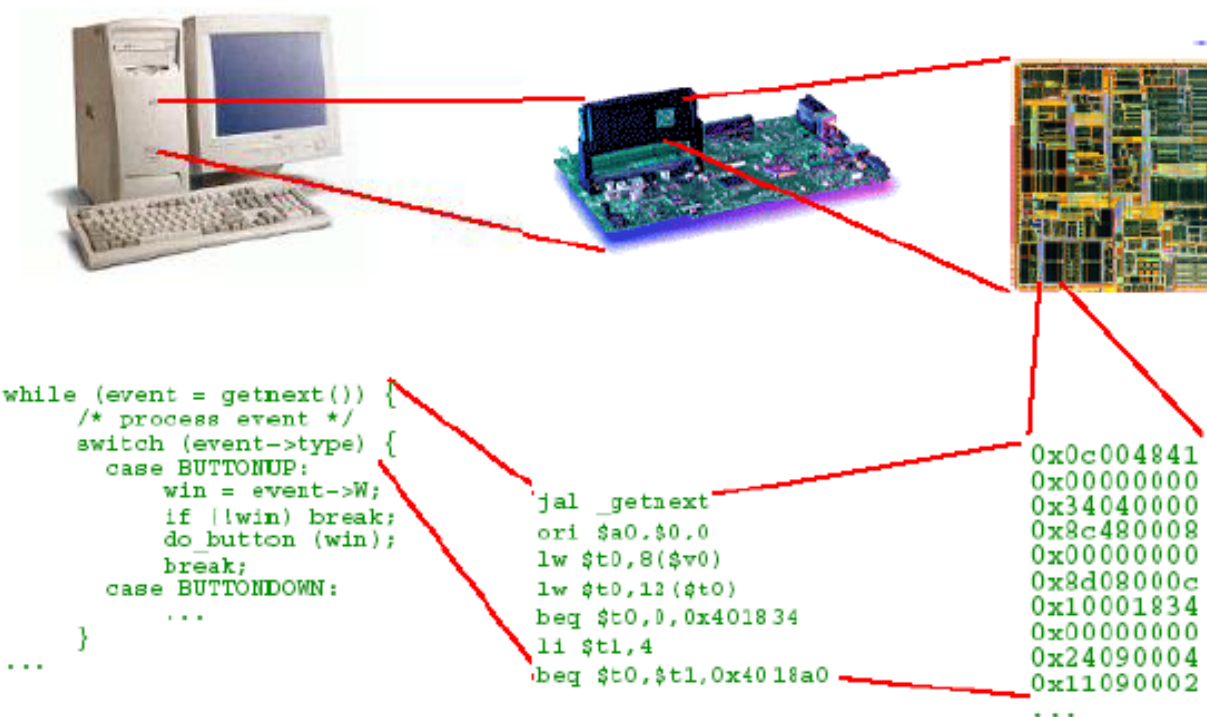 while (event = getnext()) {
/* process event */
switch (event->type) {
case BUTTONUP:
win = event->W;
if (!win) break;
do_button (win);
break;
case BUTTONDOWN:
...
}
...
jal _getnext
ori $a0,$0,0
lw $t0,8($v0)
lw $t0,12($t0)
beq $t0,0,0x401834
li $t1,4
beq $t0,$t1,0x4018a0
0x0c004841
0x00000000
0x34040000
0x8c480008
0x00000000
0x8d08000c
0x10001834
0x00000000
0x24090004
0x11090002
...